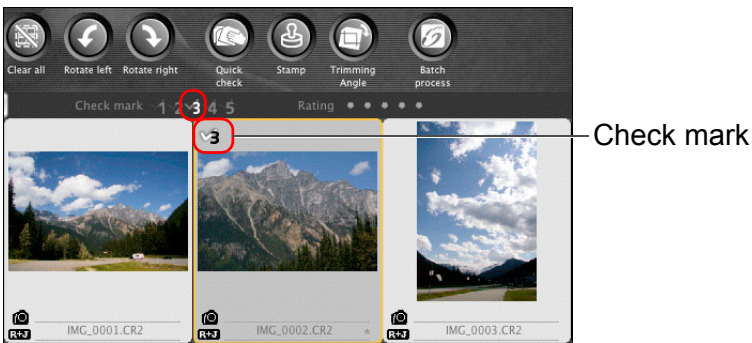 Clear all Rotate left Rotate right Quick check Stamp Trimming Angle Batch process
Check mark 1 2 3 4 5 Rating
3
Check mark
R+J IMG_0001.CR2 R+J IMG_0002.CR2 R+J IMG_0003.CR2